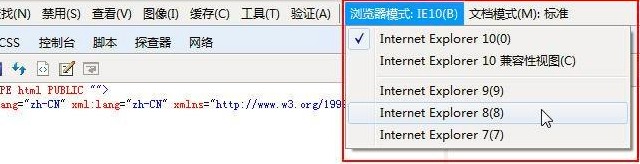 找(N) 禁用(S) 查看(V) 图像(I) 缓存(C) 工具(T) 验证(A) 浏览器模式: IE10(B) 文档模式(M): 标准
CSS 控制台 脚本 探查器 网络
Internet Explorer 10(0)
Internet Explorer 10 兼容性视图(C)
PE html PUBLIC "">
lang="zh-CN" xml:lang="zh-CN" xmlns="http://www.w3.org/199
Internet Explorer 9(9)
Internet Explorer 8(8)
Internet Explorer 7(7)